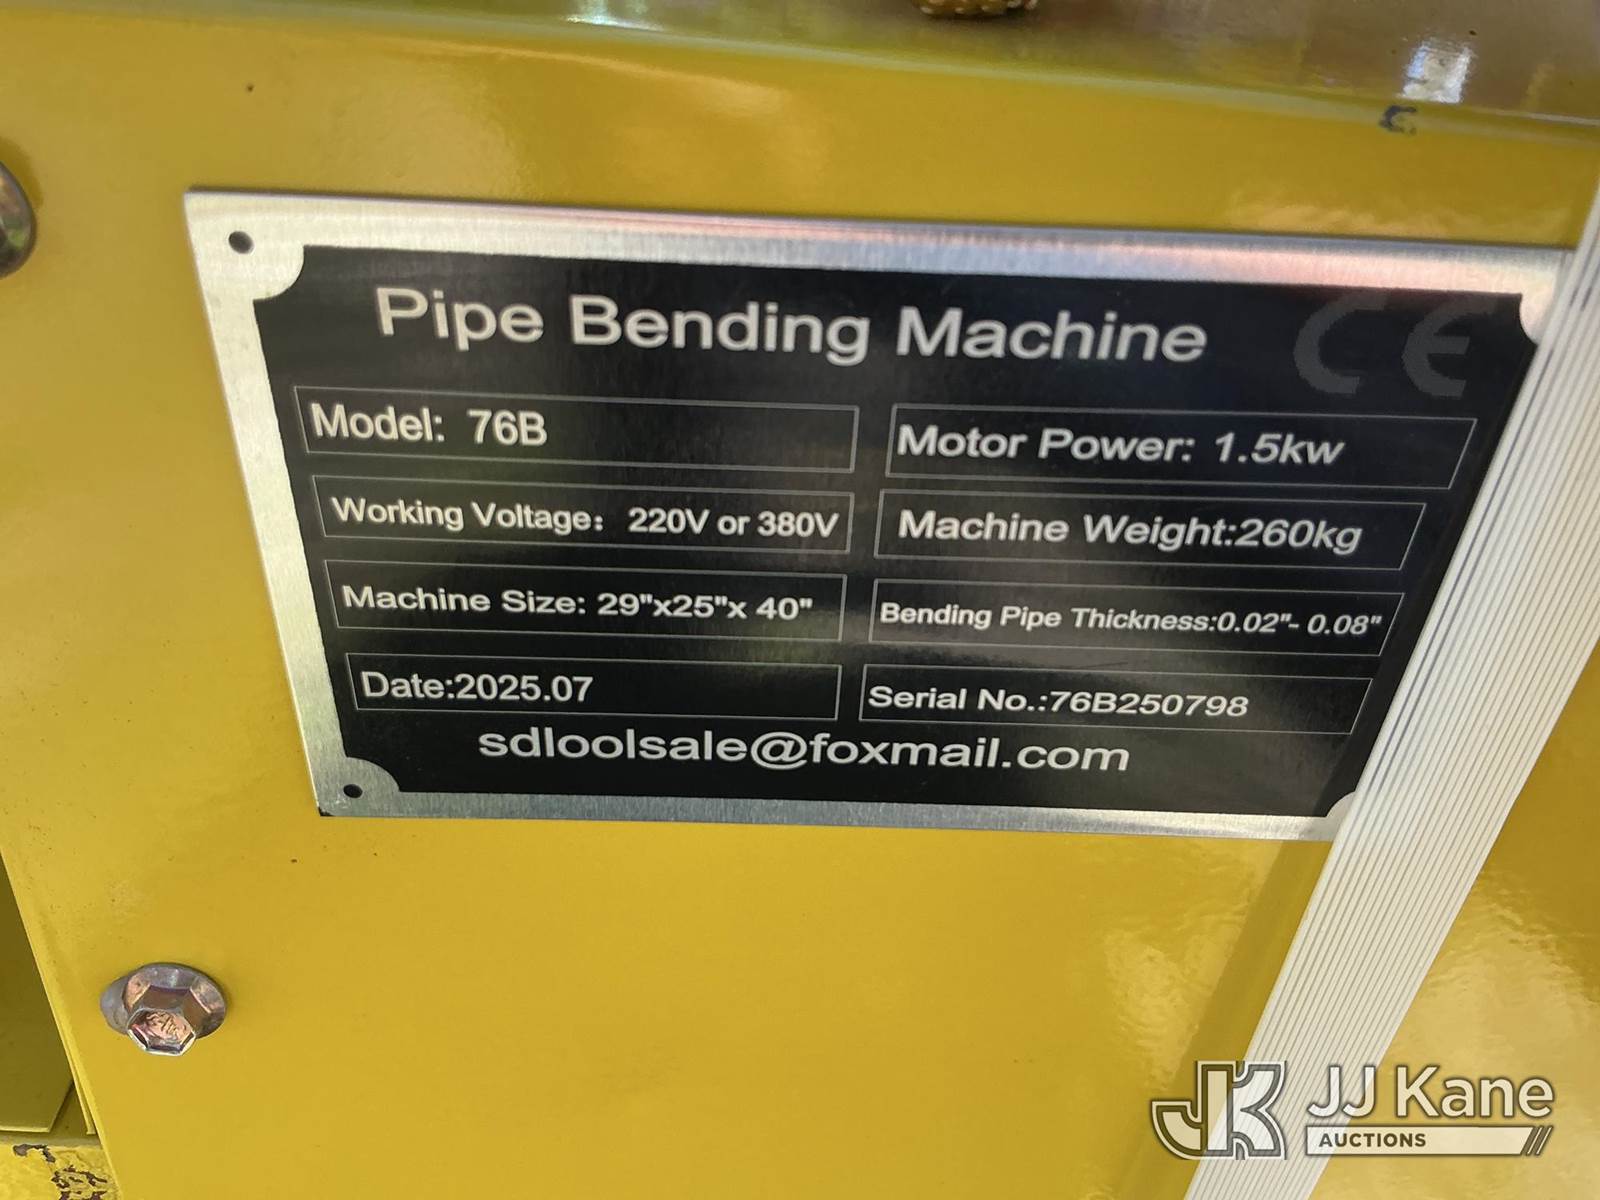 Pipe Bending Machine
CE
Model: 76B
Motor Power: 1.5kw
Working Voltage: 220V or 380V
Machine Weight:260kg
Machine Size: 29"x25"x 40"
Bending Pipe Thickness:0.02"- 0.08"
Date:2025.07
Serial No.:76B250798
sdloolsale@foxmail.com
JK JJ Kane
AUCTIONS